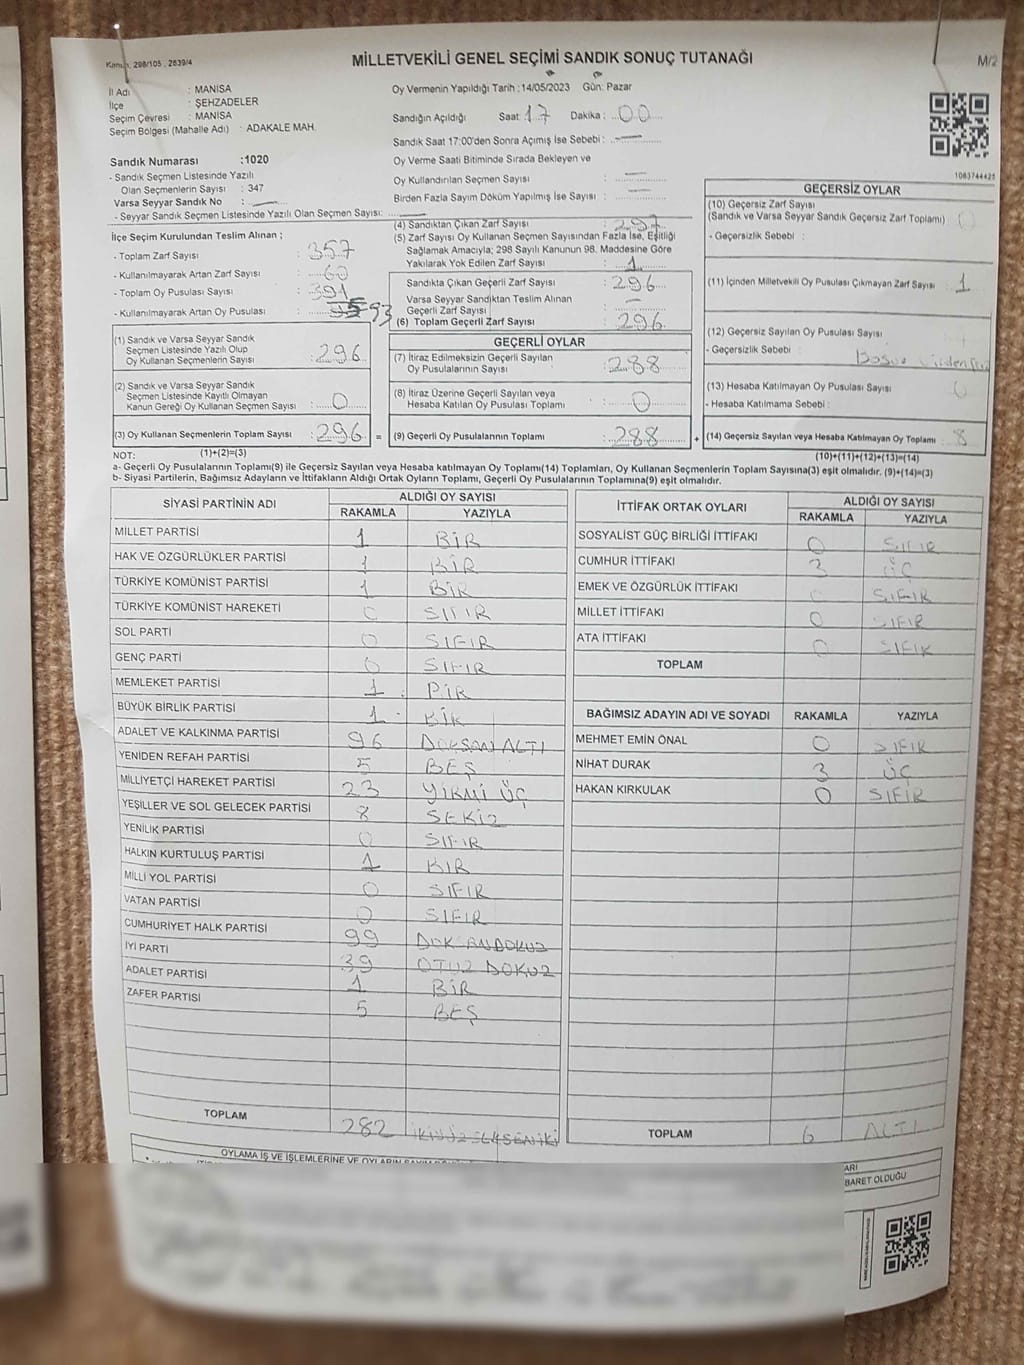 Kanun, 298/105, 2839/4
MİLLETVEKİLİ GENEL SEÇİMİ SANDIK SONUÇ TUTANAĞI
M/2
İl Adı : MANİSA
İlçe : ŞEHZADELER
Seçim Çevresi : MANİSA
Seçim Bölgesi (Mahalle Adı) : ADAKALE MAH.
Oy Vermenin Yapıldığı Tarih : 14/05/2023 Gün: Pazar
Sandığın Açıldığı Saat : 17 Dakika : 00
Sandık Saat 17:00'den Sonra Açımış İse Sebebi :
Oy Verme Saati Bitiminde Sırada Bekleyen ve
Oy Kullandırılan Seçmen Sayısı :
Birden Fazla Sayım Döküm Yapılmış İse Sayısı :
1083744421
Sandık Numarası : 1020
- Sandık Seçmen Listesinde Yazılı
Olan Seçmenlerin Sayısı : 347
Varsa Seyyar Sandık No :
- Seyyar Sandık Seçmen Listesinde Yazılı Olan Seçmen Sayısı:
İlçe Seçim Kurulundan Teslim Alınan ;
- Toplam Zarf Sayısı : 357
- Kullanılmayarak Artan Zarf Sayısı : 60
- Toplam Oy Pusulası Sayısı : 391
- Kullanılmayarak Artan Oy Pusulası : 93
(1) Sandık ve Varsa Seyyar Sandık
Seçmen Listesinde Yazılı Olup
Oy Kullanan Seçmenlerin Sayısı : 296
(2) Sandık ve Varsa Seyyar Sandık
Seçmen Listesinde Kayıtlı Olmayan
Kanun Gereği Oy Kullanan Seçmen Sayısı : 0
(3) Oy Kullanan Seçmenlerin Toplam Sayısı : 296 =
(1)+(2)=(3)
(4) Sandıktan Çıkan Zarf Sayısı : 297
(5) Zarf Sayısı Oy Kullanan Seçmen Sayısından Fazla İse, Eşitliği
Sağlamak Amacıyla; 298 Sayılı Kanunun 98. Maddesine Göre
Yakılarak Yok Edilen Zarf Sayısı : 1
Sandıkta Çıkan Geçerli Zarf Sayısı : 296
Varsa Seyyar Sandıktan Teslim Alınan
Geçerli Zarf Sayısı :
(6) Toplam Geçerli Zarf Sayısı : 296
GEÇERLİ OYLAR
(7) İtiraz Edilmeksizin Geçerli Sayılan
Oy Pusulalarının Sayısı : 288
(8) İtiraz Üzerine Geçerli Sayılan veya
Hesaba Katılan Oy Pusulası Toplamı : 0
(9) Geçerli Oy Pusulalarının Toplamı : 288 +
GEÇERSİZ OYLAR
(10) Geçersiz Zarf Sayısı
(Sandık ve Varsa Seyyar Sandık Geçersiz Zarf Toplamı) : 0
- Geçersizlik Sebebi :
(11) İçinden Milletvekili Oy Pusulası Çıkmayan Zarf Sayısı : 1
(12) Geçersiz Sayılan Oy Pusulası Sayısı
- Geçersizlik Sebebi :
(13) Hesaba Katılmayan Oy Pusulası Sayısı : 0
- Hesaba Katılmama Sebebi :
(14) Geçersiz Sayılan veya Hesaba Katılmayan Oy Toplamı : 8
(10)+(11)+(12)+(13)=(14)
NOT:
a- Geçerli Oy Pusulalarının Toplamı(9) ile Geçersiz Sayılan veya Hesaba katılmayan Oy Toplamı(14) Toplamları, Oy Kullanan Seçmenlerin Toplam Sayısına(3) eşit olmalıdır. (9)+(14)=(3)
b- Siyasi Partilerin, Bağımsız Adayların ve İttifakların Aldığı Ortak Oyların Toplamı, Geçerli Oy Pusulalarının Toplamına(9) eşit olmalıdır.
SİYASİ PARTİNİN ADI ALDIĞI OY SAYISI
RAKAMLA YAZIYLA
MİLLET PARTİSİ 1 BİR
HAK VE ÖZGÜRLÜKLER PARTİSİ 1 BİR
TÜRKİYE KOMÜNİST PARTİSİ 1 BİR
TÜRKİYE KOMÜNİST HAREKETİ 0 SIFIR
SOL PARTİ 0 SIFIR
GENÇ PARTİ 0 SIFIR
MEMLEKET PARTİSİ 1 BİR
BÜYÜK BİRLİK PARTİSİ 1 BİR
ADALET VE KALKINMA PARTİSİ 96 DOKSAN ALTI
YENİDEN REFAH PARTİSİ 5 BEŞ
MİLLİYETÇİ HAREKET PARTİSİ 23 YİRMİ ÜÇ
YEŞİLLER VE SOL GELECEK PARTİSİ 8 SEKİZ
YENİLİK PARTİSİ 0 SIFIR
HALKIN KURTULUŞ PARTİSİ 1 BİR
MİLLİ YOL PARTİSİ 0 SIFIR
VATAN PARTİSİ 0 SIFIR
CUMHURİYET HALK PARTİSİ 99 DOKSANDOKUZ
İYİ PARTİ 39 OTUZ DOKUZ
ADALET PARTİSİ 1 BİR
ZAFER PARTİSİ 5 BEŞ
TOPLAM 282 İKİYÜZ SEKSENİKİ
İTTİFAK ORTAK OYLARI ALDIĞI OY SAYISI
RAKAMLA YAZIYLA
SOSYALİST GÜÇ BİRLİĞİ İTTİFAKI 0 SIFIR
CUMHUR İTTİFAKI 3 ÜÇ
EMEK VE ÖZGÜRLÜK İTTİFAKI 0 SIFIR
MİLLET İTTİFAKI 0 SIFIR
ATA İTTİFAKI 0 SIFIR
TOPLAM
BAĞIMSIZ ADAYIN ADI VE SOYADI RAKAMLA YAZIYLA
MEHMET EMİN ÖNAL 0 SIFIR
NİHAT DURAK 3 ÜÇ
HAKAN KIRKULAK 0 SIFIR
TOPLAM 6 ALTI
OYLAMA İŞ VE İŞLEMLERİNE VE OYLARIN
ARI
BARET OLDUĞU